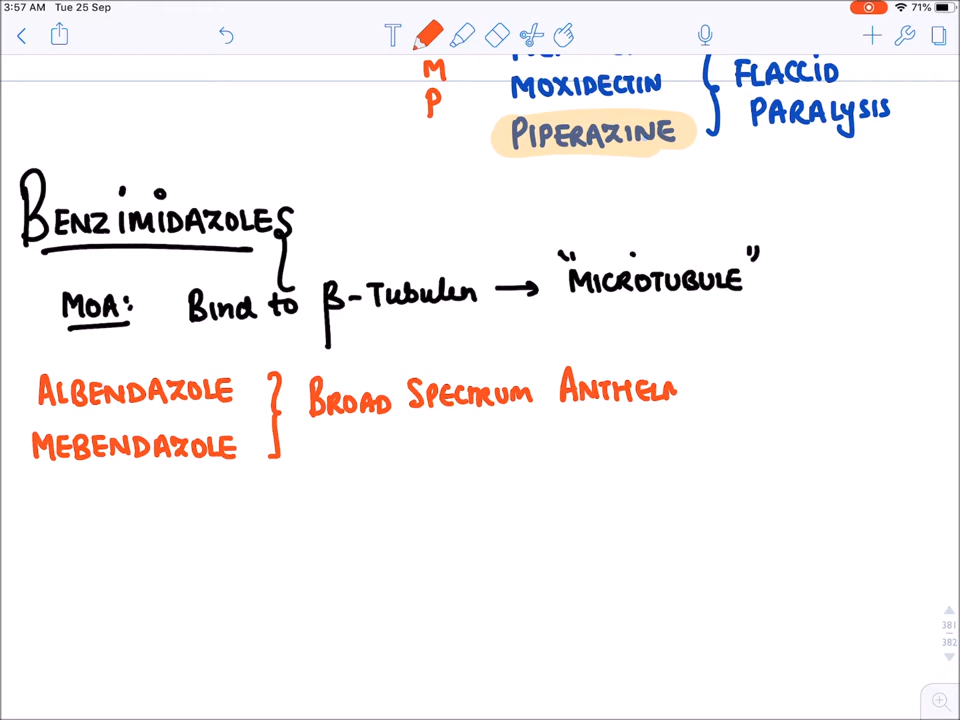 3:57 AM Tue 25 Sep 71%
T
M MOXIDECTIN FLACCID
P PIPERAZINE PARALYSIS
BENZIMIDAZOLES
MOA: Bind to β-Tubulin → "MICROTUBULE"
ALBENDAZOLE BROAD SPECTRUM ANTHELM
MEBENDAZOLE
381
382